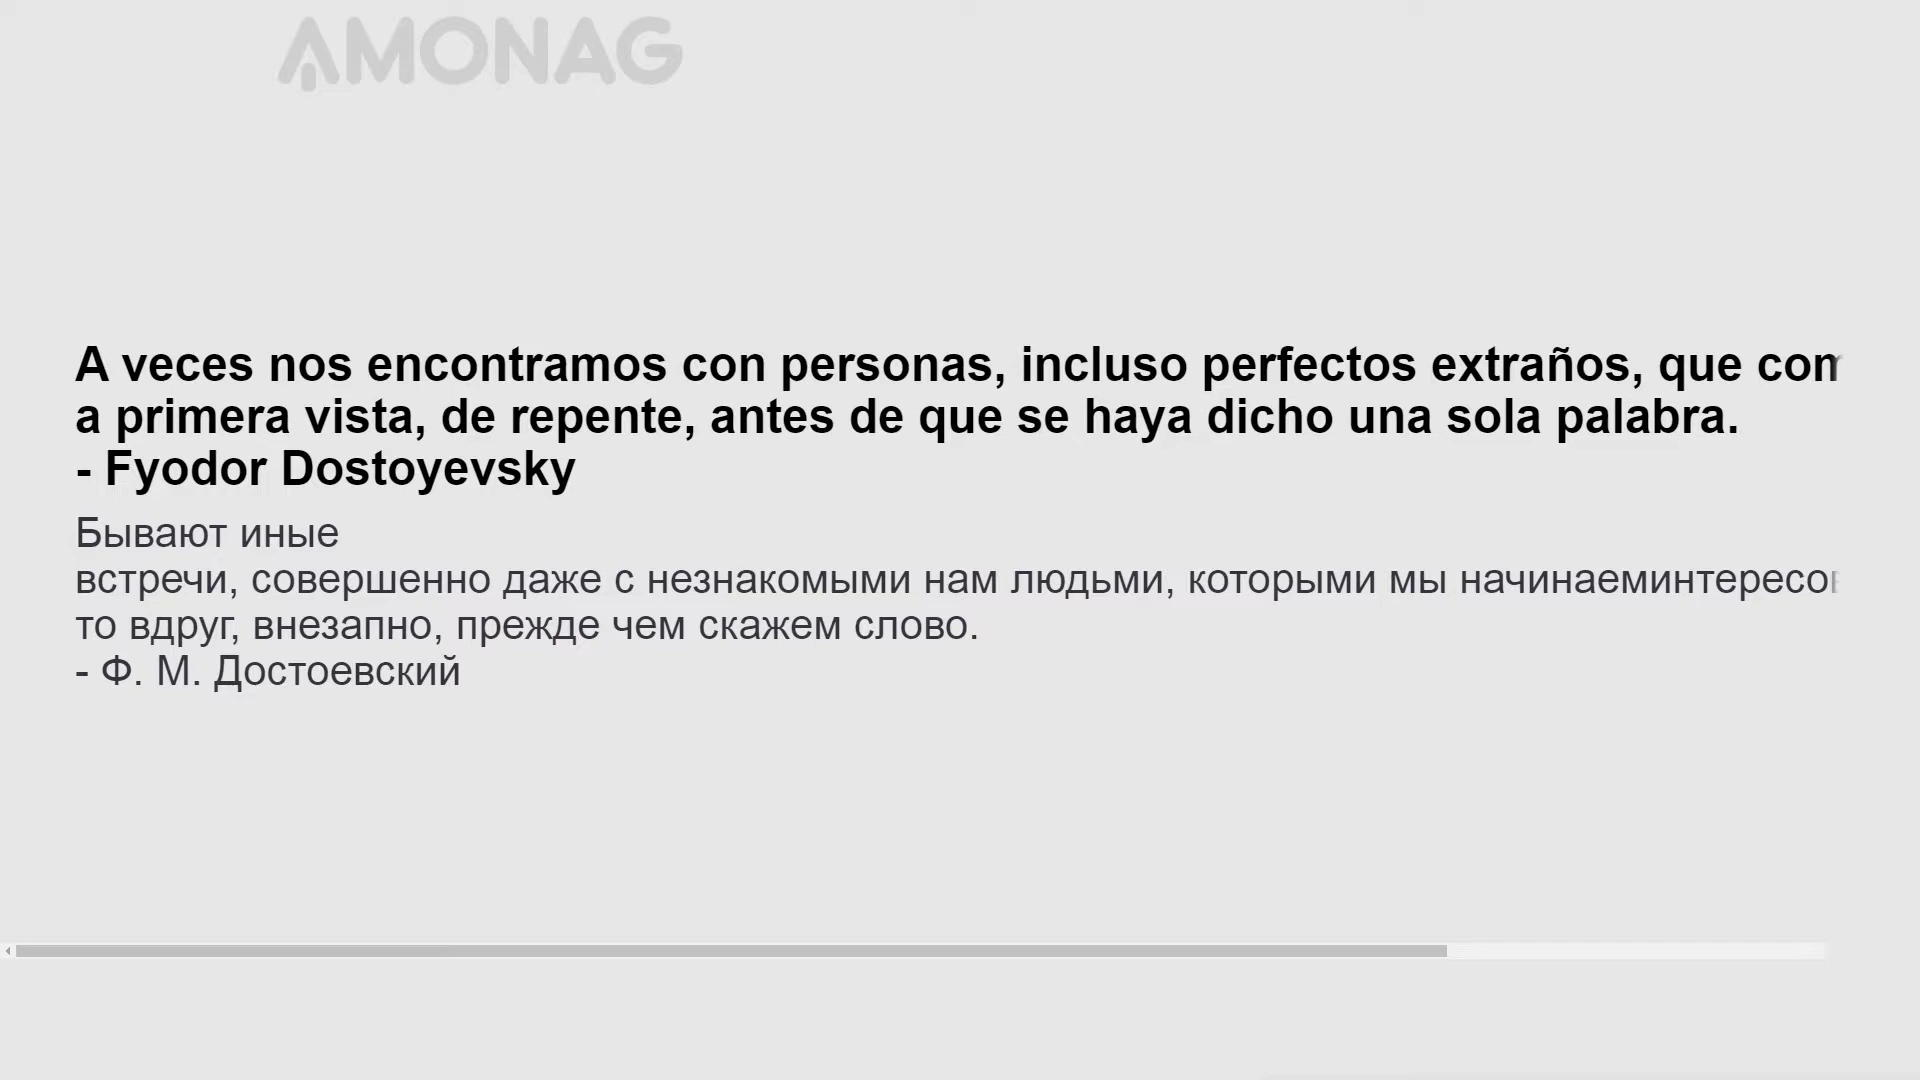 AMONAG
A veces nos encontramos con personas, incluso perfectos extraños, que
a primera vista, de repente, antes de que se haya dicho una sola palabra.
- Fyodor Dostoyevsky
Бывают иные
встречи, совершенно даже с незнакомыми нам людьми, которыми мы
то вдруг, внезапно, прежде чем скажем слово.
- Ф. М. Достоевский